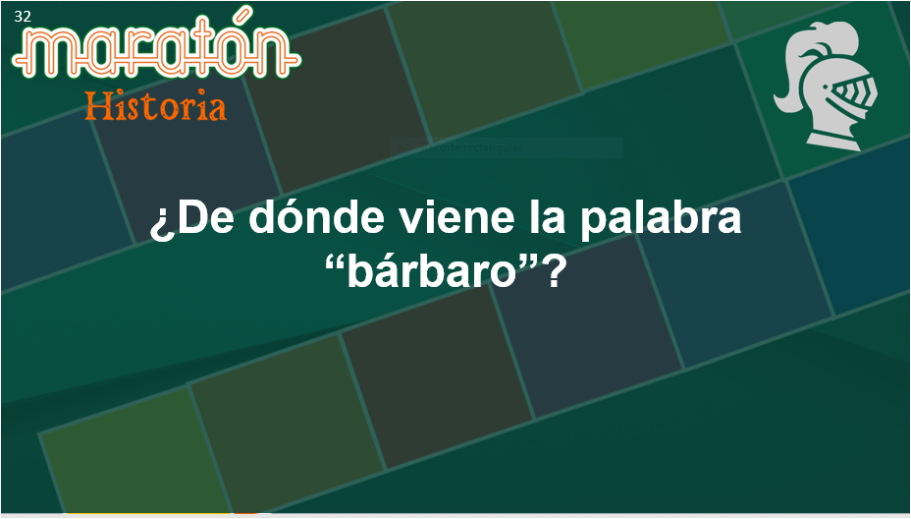 32
maratón
Historia
¿De dónde viene la palabra
“bárbaro”?